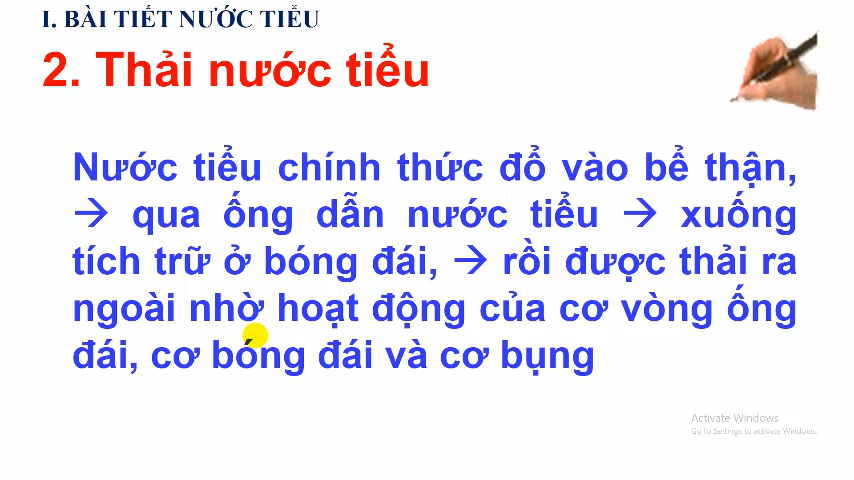 I. BÀI TIẾT NƯỚC TIỂU
2. Thải nước tiểu
Nước tiểu chính thức đổ vào bể thận,
→ qua ống dẫn nước tiểu → xuống
tích trữ ở bóng đái, → rồi được thải ra
ngoài nhờ hoạt động của cơ vòng ống
đái, cơ bóng đái và cơ bụng
Activate Windows
Go to Settings to activate Windows.